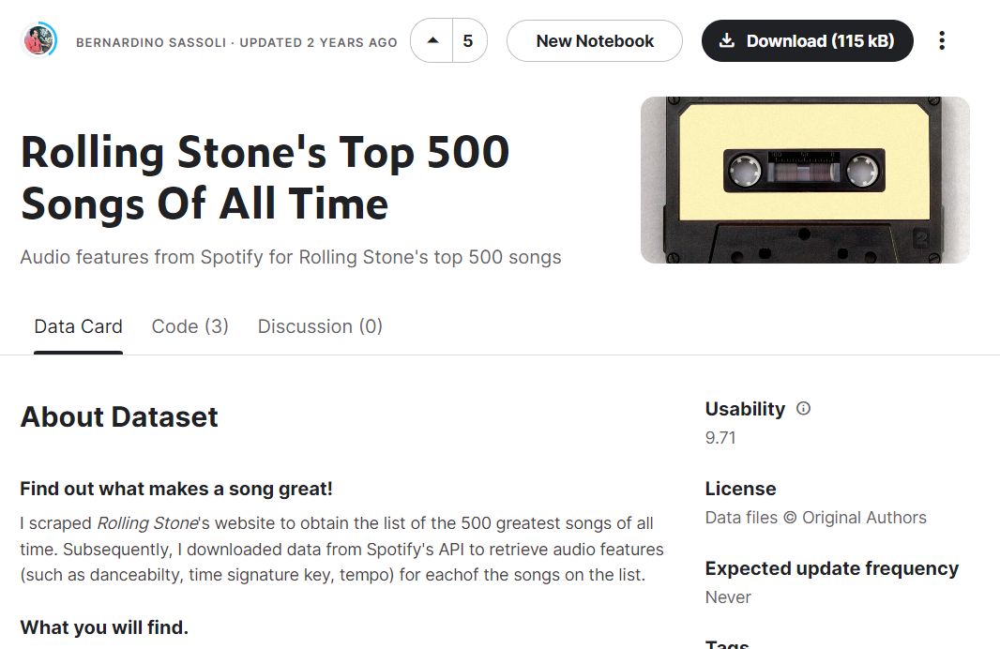 BERNARDINO SASSOLI · UPDATED 2 YEARS AGO
5
New Notebook
Download (115 kB)
Rolling Stone's Top 500
Songs Of All Time
Audio features from Spotify for Rolling Stone's top 500 songs
2
Data Card
Code (3)
Discussion (0)
About Dataset
Find out what makes a song great!
I scraped Rolling Stone's website to obtain the list of the 500 greatest songs of all
time. Subsequently, I downloaded data from Spotify's API to retrieve audio features
(such as danceabilty, time signature key, tempo) for eachof the songs on the list.
What you will find.
Usability
9.71
License
Data files © Original Authors
Expected update frequency
Never
Tags